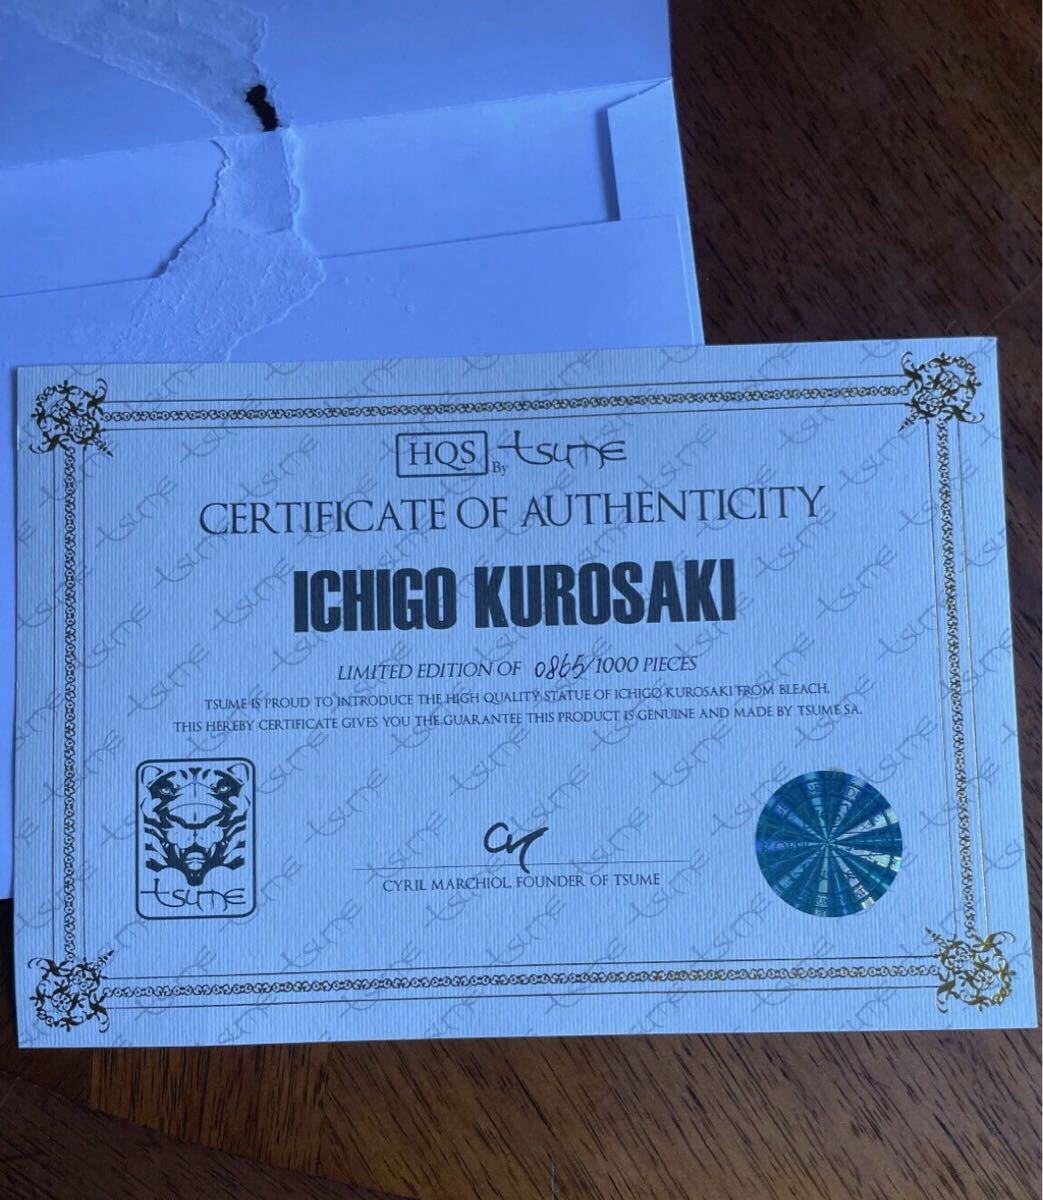 HQS By tsume
CERTIFICATE OF AUTHENTICITY
ICHIGO KUROSAKI
LIMITED EDITION OF 0865/1000 PIECES
TSUME IS PROUD TO INTRODUCE THE HIGH QUALITY STATUE OF ICHIGO KUROSAKI FROM BLEACH.
THIS HEREBY CERTIFICATE GIVES YOU THE GUARANTEE THIS PRODUCT IS GENUINE AND MADE BY TSUME SA.
tsume
CYRIL MARCHIOL, FOUNDER OF TSUME